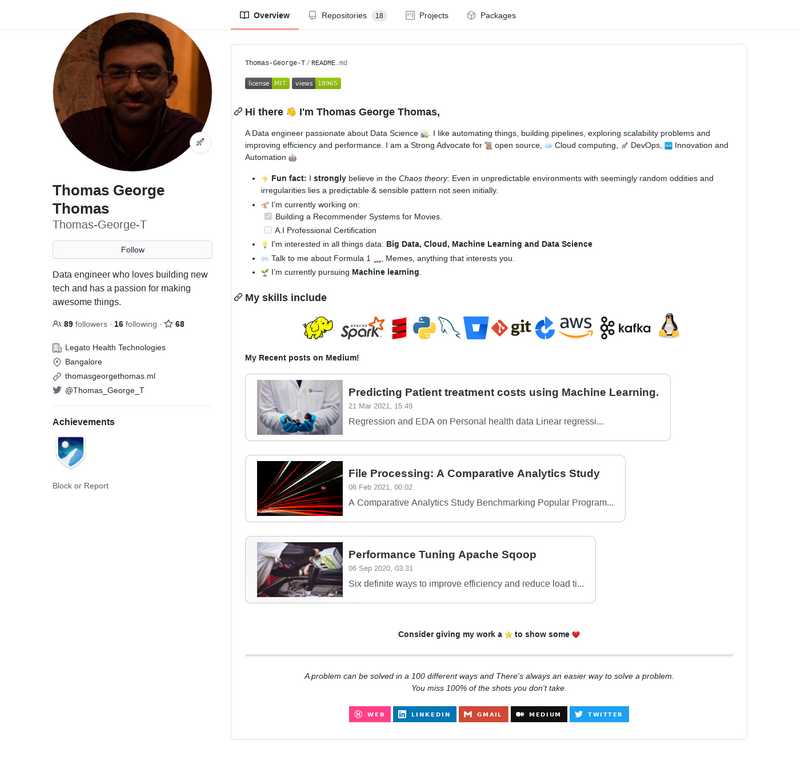 Overview
Repositories 18
Projects
Packages
Thomas George
Thomas
Thomas-George-T
Follow
Data engineer who loves building new
tech and has a passion for making
awesome things.
89 followers · 16 following · 68
Legato Health Technologies
Bangalore
thomasgeorgethomas.ml
@Thomas_George_T
Achievements
Block or Report
Thomas-George-T / README.md
license MIT views 10965
Hi there 👋 I'm Thomas George Thomas,
A Data engineer passionate about Data Science. I like automating things, building pipelines, exploring scalability problems and
improving efficiency and performance. I am a Strong Advocate for 📜 open source, ☁️ Cloud computing, 🚀 DevOps, Innovation and
Automation 🤖
Fun fact: I strongly believe in the Chaos theory: Even in unpredictable environments with seemingly random oddities and
irregularities lies a predictable & sensible pattern not seen initially.
I'm currently working on:
Building a Recommender Systems for Movies.
A.I Professional Certification
💡 I'm interested in all things data: Big Data, Cloud, Machine Learning and Data Science
Talk to me about Formula 1 🏎️, Memes, anything that interests you.
🌱 I'm currently pursuing Machine learning.
My skills include
APACHE Spark git aws kafka
My Recent posts on Medium!
Predicting Patient treatment costs using Machine Learning.
21 Mar 2021, 15:49
Regression and EDA on Personal health data Linear regressi...
File Processing: A Comparative Analytics Study
06 Feb 2021, 00:02
A Comparative Analytics Study Benchmarking Popular Program...
Performance Tuning Apache Sqoop
06 Sep 2020, 03:31
Six definite ways to improve efficiency and reduce load ti...
Consider giving my work a ⭐ to show some ❤️
A problem can be solved in a 100 different ways and There's always an easier way to solve a problem.
You miss 100% of the shots you don't take.
WEB LINKEDIN GMAIL MEDIUM TWITTER